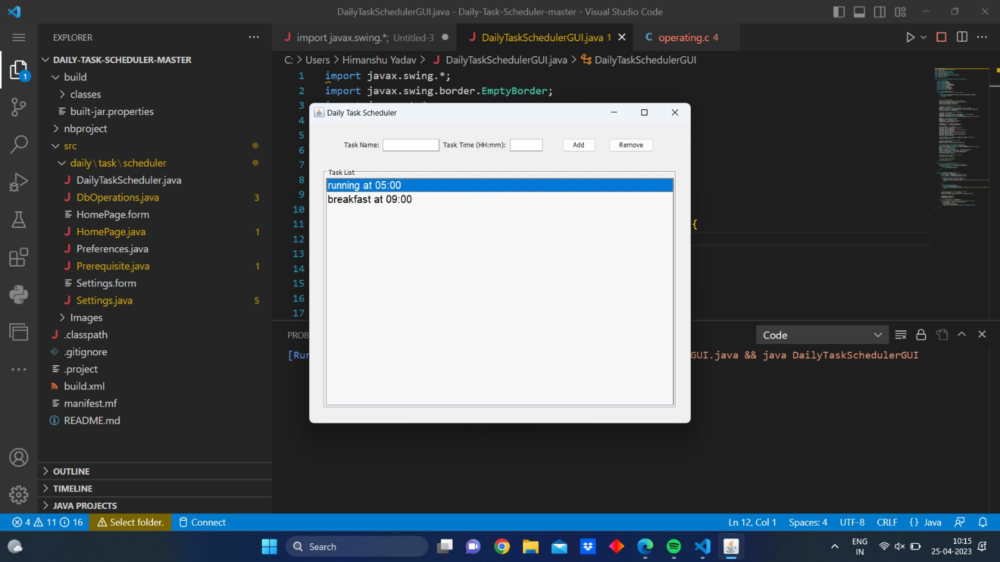 DailyTaskSchedulerGUI.java - Daily-Task-Scheduler-master - Visual Studio Code
EXPLORER
DAILY-TASK-SCHEDULER-MASTER
build
classes
built-jar.properties
nbproject
src
daily\task\scheduler
DailyTaskScheduler.java
DbOperations.java 3
HomePage.form
HomePage.java 1
Preferences.java
Prerequisite.java 1
Settings.form
Settings.java 5
Images
.classpath
.gitignore
.project
build.xml
manifest.mf
README.md
OUTLINE
TIMELINE
JAVA PROJECTS
1
J import javax.swing.*; Untitled-3
J DailyTaskSchedulerGUI.java 1
C operating.c 4
C: > Users > Himanshu Yadav > J DailyTaskSchedulerGUI.java > DailyTaskSchedulerGUI
1 import javax.swing.*;
2 import javax.swing.border.EmptyBorder;
3
4
5
6
7
8
9
10
11 {
12
13
14
15
16
17
Daily Task Scheduler
Task Name:
Task Time (HH:mm):
Add
Remove
Task List
running at 05:00
breakfast at 09:00
PROB
Code
[Run
GUI.java && java DailyTaskSchedulerGUI
4 11 16
Select folder.
Connect
Ln 12, Col 1
Spaces: 4
UTF-8
CRLF
{} Java
Search
ENG
IN
10:15
25-04-2023